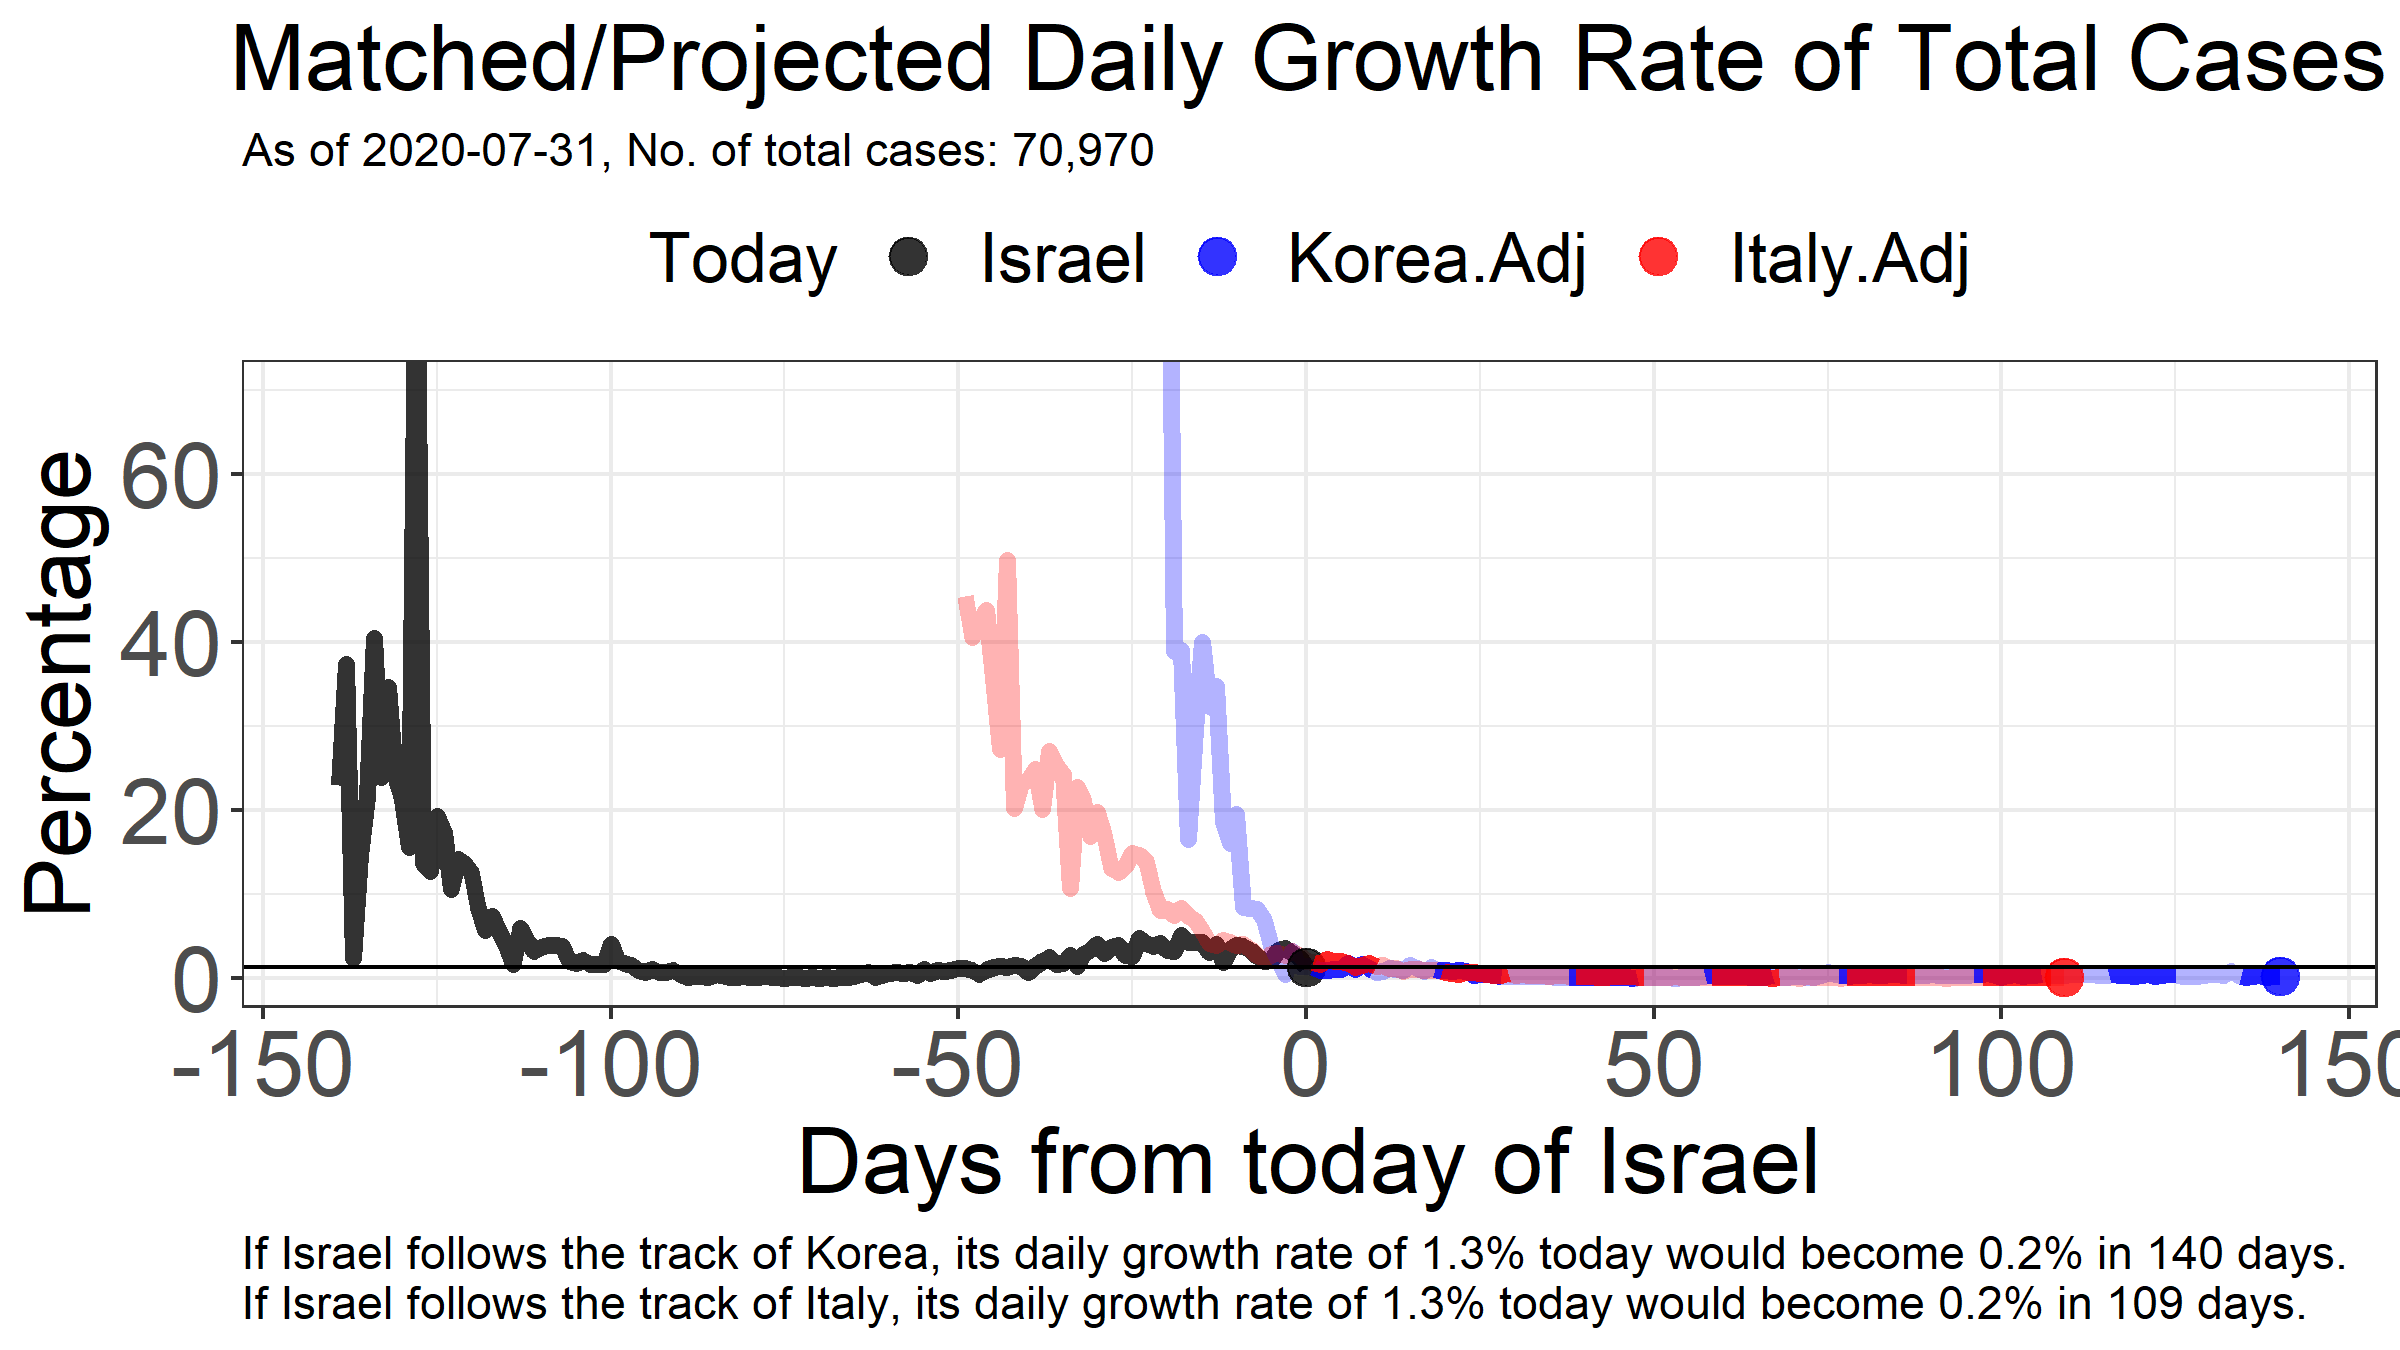 Matched/Projected Daily Growth Rate of Total Cases
As of 2020-07-31, No. of total cases: 70,970
Today Israel Korea.Adj Italy.Adj
Percentage
60
40
20
0
-150 -100 -50 0 50 100 150
Days from today of Israel
If Israel follows the track of Korea, its daily growth rate of 1.3% today would become 0.2% in 140 days.
If Israel follows the track of Italy, its daily growth rate of 1.3% today would become 0.2% in 109 days.